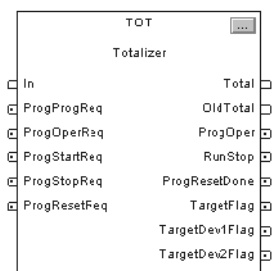 TOT
...
Totalizer
In Total
ProgProgReq OldTotal
ProgOperReq ProgOper
ProgStartReq RunStop
ProgStopReq ProgResetDone
ProgResetReq TargetFlag
TargetDev1Flag
TargetDev2Flag